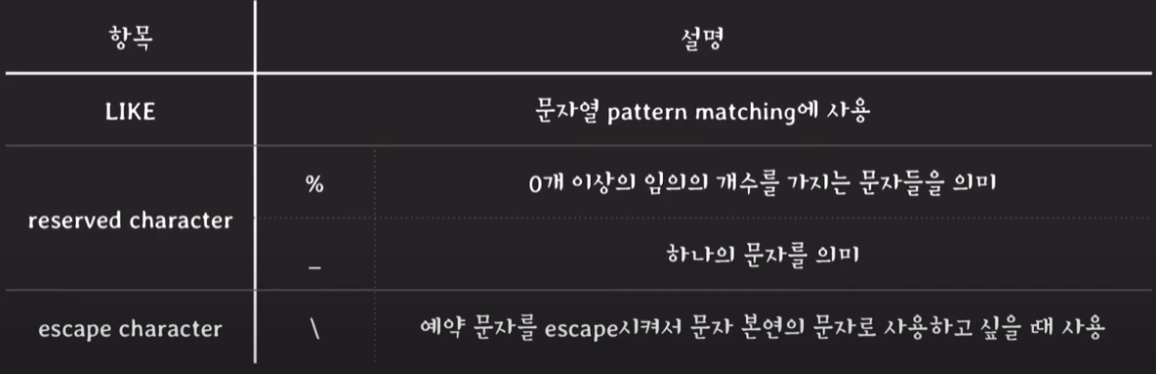 항목 설명
LIKE 문자열 pattern matching에 사용
% 0개 이상의 임의의 개수를 가지는 문자들을 의미
reserved character
_ 하나의 문자를 의미
escape character \ 예약 문자를 escape시켜서 문자 본연의 문자로 사용하고 싶을 때 사용